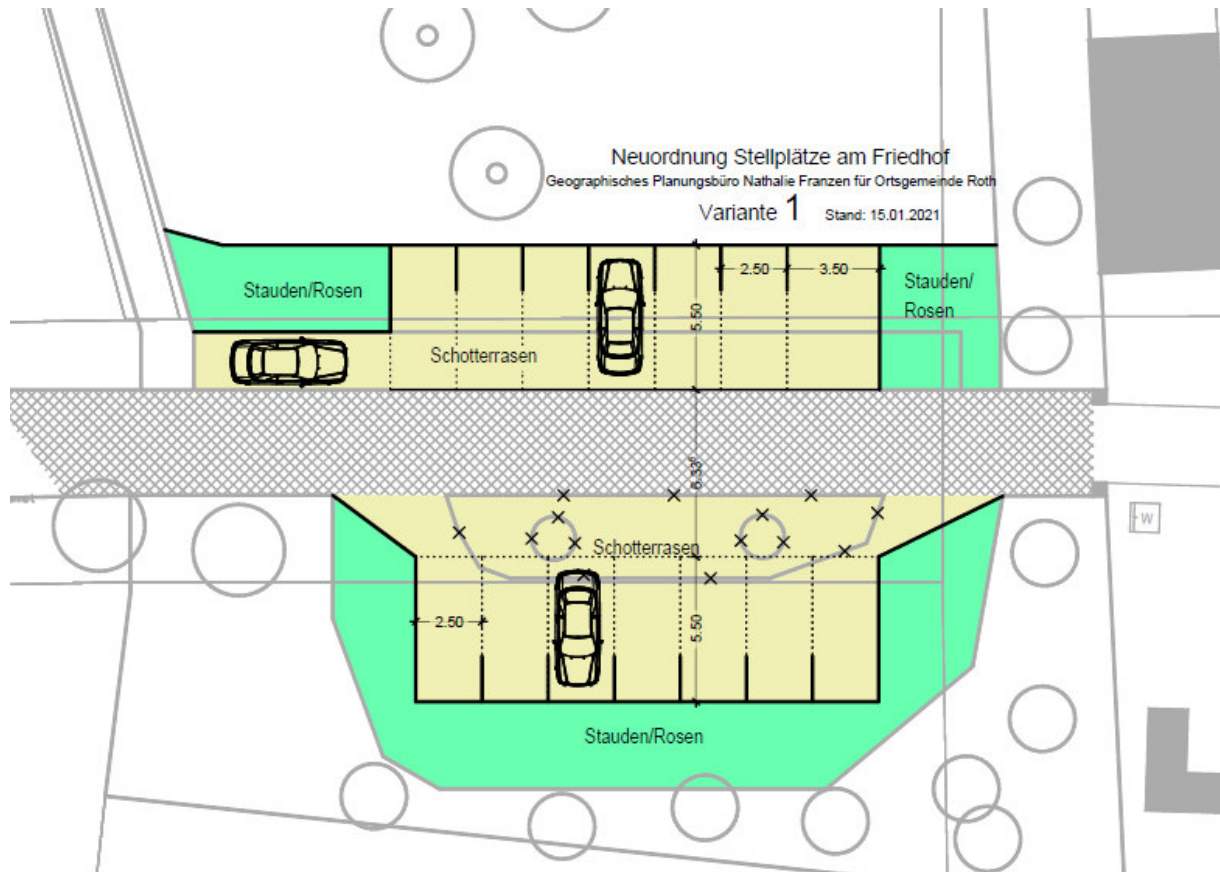 Neuordnung Stellplätze am Friedhof
Geographisches Planungsbüro Nathalie Franzen für Ortsgemeinde Roth
Variante 1 Stand: 15.01.2021
Stauden/Rosen
2.50
3.50
Stauden/
Rosen
5.50
Schotterrasen
6.33⁵
W
Schotterrasen
2.50
5.50
Stauden/Rosen